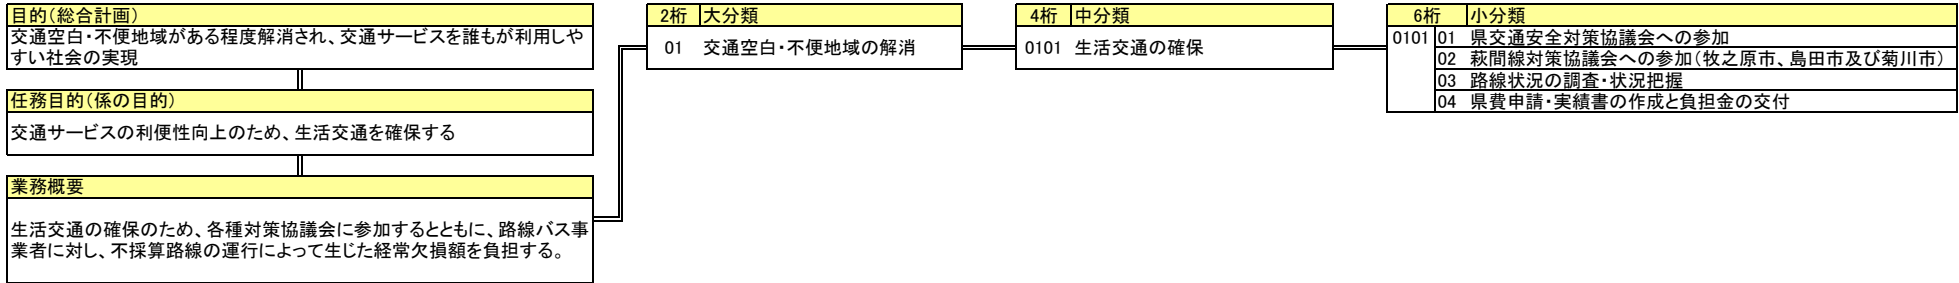 目的(総合計画)
交通空白・不便地域がある程度解消され、交通サービスを誰もが利用しや
すい社会の実現
任務目的(係の目的)
交通サービスの利便性向上のため、生活交通を確保する
業務概要
生活交通の確保のため、各種対策協議会に参加するとともに、路線バス事
業者に対し、不採算路線の運行によって生じた経常欠損額を負担する。
2桁 大分類
01 交通空白・不便地域の解消
4桁 中分類
0101 生活交通の確保
6桁 小分類
0101 01 県交通安全対策協議会への参加
02 萩間線対策協議会への参加(牧之原市、島田市及び菊川市)
03 路線状況の調査・状況把握
04 県費申請・実績書の作成と負担金の交付